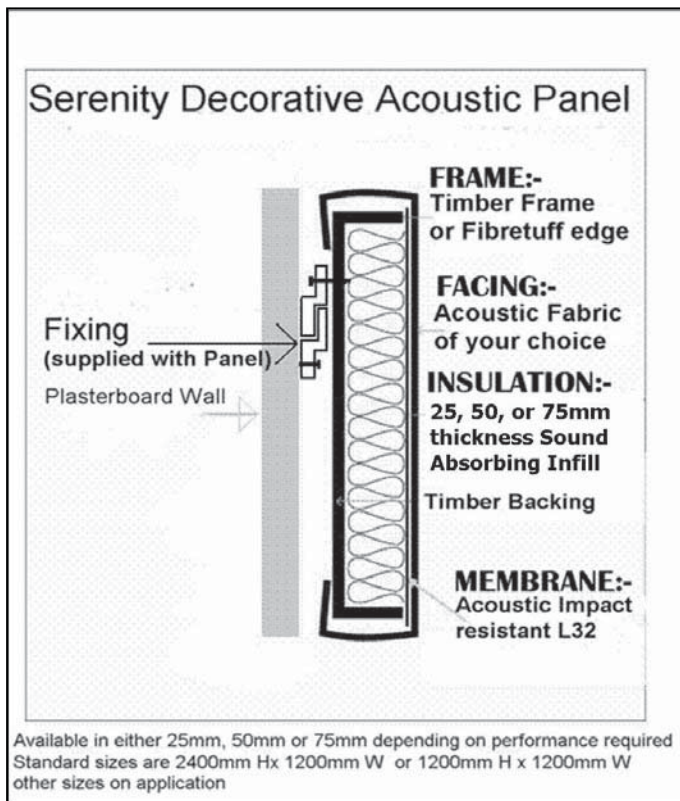 Serenity Decorative Acoustic Panel
FRAME:-
Timber Frame
or Fibretuff edge
FACING:-
Acoustic Fabric
of your choice
Fixing
(supplied with Panel)
Plasterboard Wall
INSULATION:-
25, 50, or 75mm
thickness Sound
Absorbing Infill
Timber Backing
MEMBRANE:-
Acoustic Impact
resistant L32
Available in either 25mm, 50mm or 75mm depending on performance required
Standard sizes are 2400mm Hx 1200mm W or 1200mm H x 1200mm W
other sizes on application